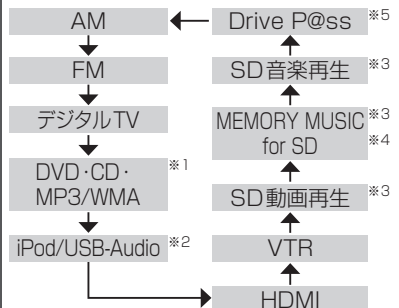 AM
FM
デジタルTV
DVD・CD・ ※1
MP3/WMA
iPod/USB-Audio ※2
HDMI
VTR
SD動画再生 ※3
MEMORY MUSIC ※3
for SD ※4
SD音楽再生 ※3
Drive P@ss ※5